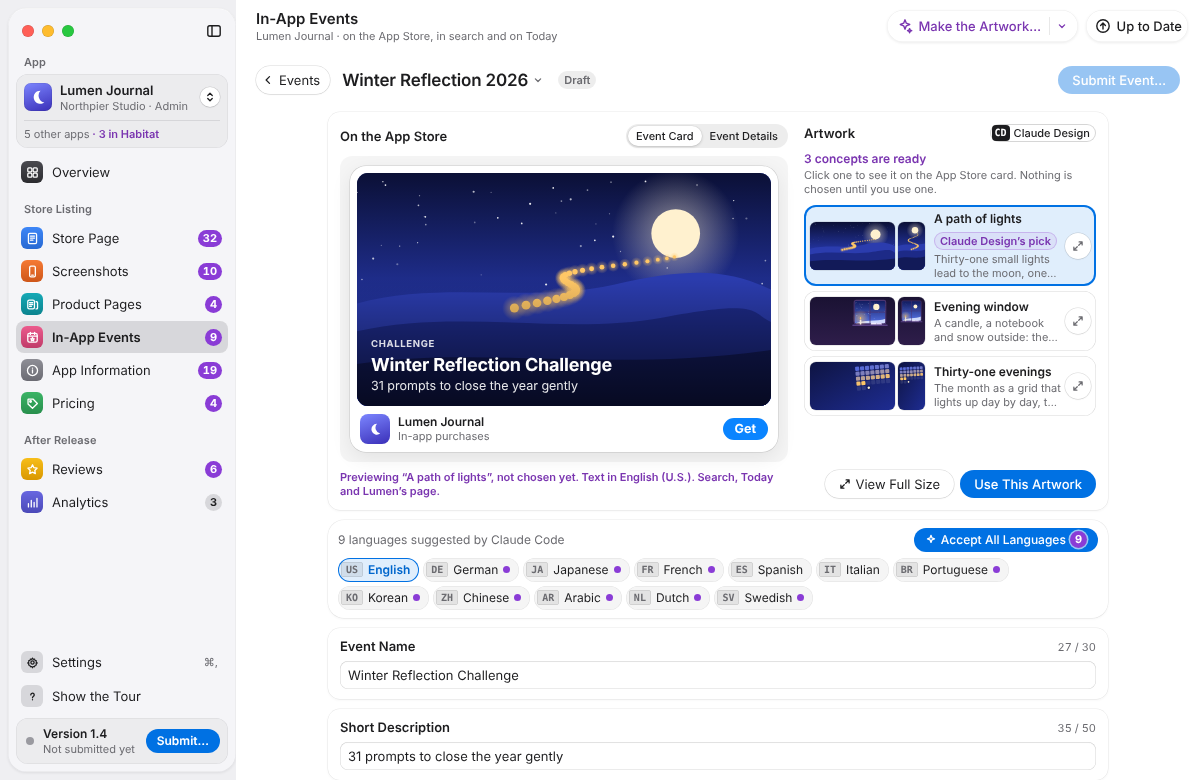 App
Lumen Journal
Northpier Studio · Admin
5 other apps · 3 in Habitat
Overview
Store Listing
Store Page 32
Screenshots 10
Product Pages 4
In-App Events 9
App Information 19
Pricing 4
After Release
Reviews 6
Analytics 3
Settings ⌘,
? Show the Tour
Version 1.4
Not submitted yet
Submit...
In-App Events
Lumen Journal · on the App Store, in search and on Today
Make the Artwork...
Up to Date
Events
Winter Reflection 2026
Draft
Submit Event...
On the App Store
Event Card
Event Details
CHALLENGE
Winter Reflection Challenge
31 prompts to close the year gently
Lumen Journal
In-app purchases
Get
Previewing “A path of lights”, not chosen yet. Text in English (U.S.). Search, Today
and Lumen’s page.
Artwork
CD Claude Design
3 concepts are ready
Click one to see it on the App Store card. Nothing is
chosen until you use one.
A path of lights
Claude Design’s pick
Thirty-one small lights
lead to the moon, one...
Evening window
A candle, a notebook
and snow outside: the...
Thirty-one evenings
The month as a grid that
lights up day by day, t...
View Full Size
Use This Artwork
9 languages suggested by Claude Code
Accept All Languages 9
US English
DE German
JA Japanese
FR French
ES Spanish
IT Italian
BR Portuguese
KO Korean
ZH Chinese
AR Arabic
NL Dutch
SV Swedish
Event Name
27 / 30
Winter Reflection Challenge
Short Description
35 / 50
31 prompts to close the year gently